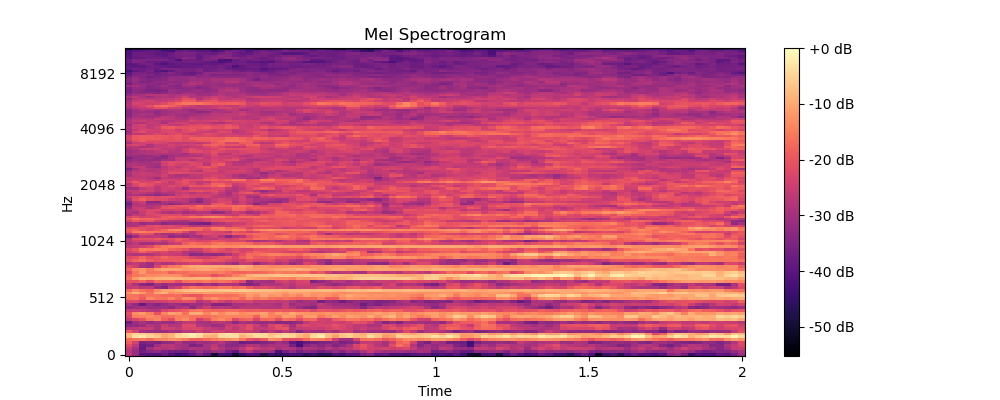 Mel Spectrogram
Hz
8192
4096
2048
1024
512
0
0
0.5
1
1.5
2
Time
+0 dB
-10 dB
-20 dB
-30 dB
-40 dB
-50 dB